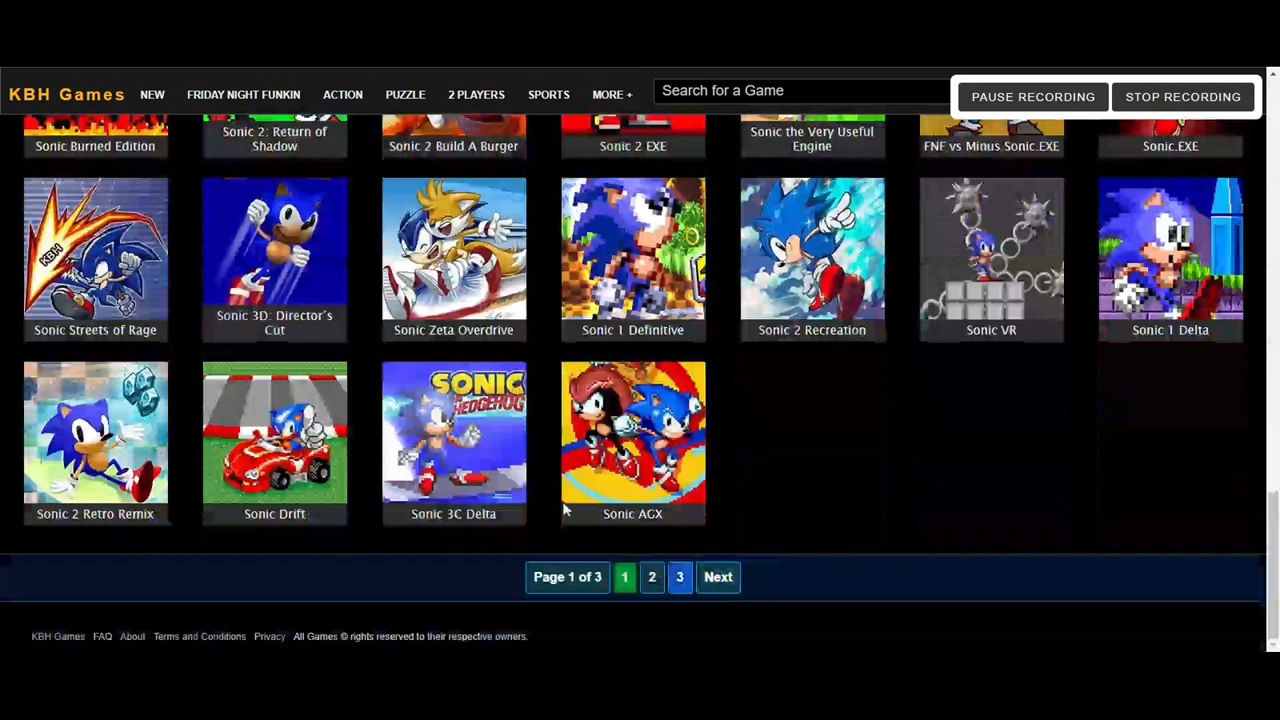 KBH Games
NEW
FRIDAY NIGHT FUNKIN
ACTION
PUZZLE
2 PLAYERS
SPORTS
MORE +
Search for a Game
PAUSE RECORDING
STOP RECORDING
Sonic Burned Edition
Sonic 2: Return of
Shadow
Sonic 2 Build A Burger
Sonic 2 EXE
Sonic the Very Useful
Engine
FNF vs Minus Sonic.EXE
Sonic.EXE
KBH
Sonic Streets of Rage
Sonic 3D: Director's
Cut
Sonic Zeta Overdrive
Sonic 1 Definitive
Sonic 2 Recreation
Sonic VR
Sonic 1 Delta
SONIC
HEDGEHOG
Sonic 2 Retro Remix
Sonic Drift
Sonic 3C Delta
Sonic AGX
Page 1 of 3
1
2
3
Next
KBH Games
FAQ
About
Terms and Conditions
Privacy
All Games © rights reserved to their respective owners.